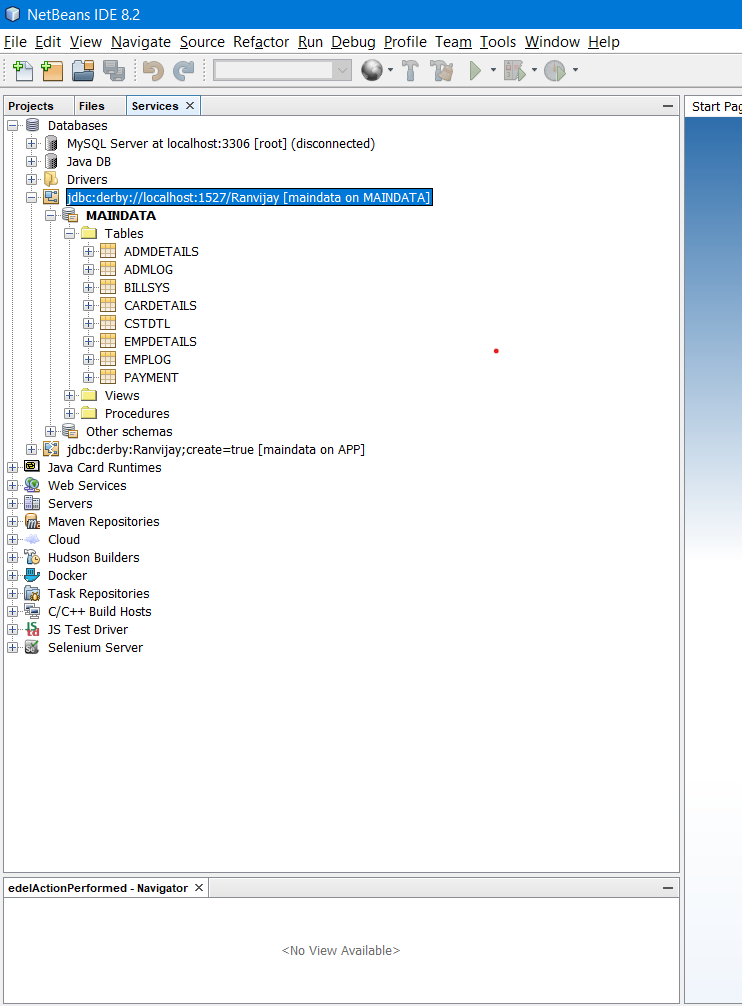 NetBeans IDE 8.2
File Edit View Navigate Source Refactor Run Debug Profile Team Tools Window Help
Projects Files Services
Start Pag
Databases
MySQL Server at localhost:3306 [root] (disconnected)
Java DB
Drivers
jdbc:derby://localhost:1527/Ranvijay [maindata on MAINDATA]
MAINDATA
Tables
ADMDETAILS
ADMLOG
BILLSYS
CARDETAILS
CSTDTL
EMPDETAILS
EMPLOG
PAYMENT
Views
Procedures
Other schemas
jdbc:derby:Ranvijay;create=true [maindata on APP]
Java Card Runtimes
Web Services
Servers
Maven Repositories
Cloud
Hudson Builders
Docker
Task Repositories
C/C++ Build Hosts
JS Test Driver
Selenium Server
edelActionPerformed - Navigator
<No View Available>